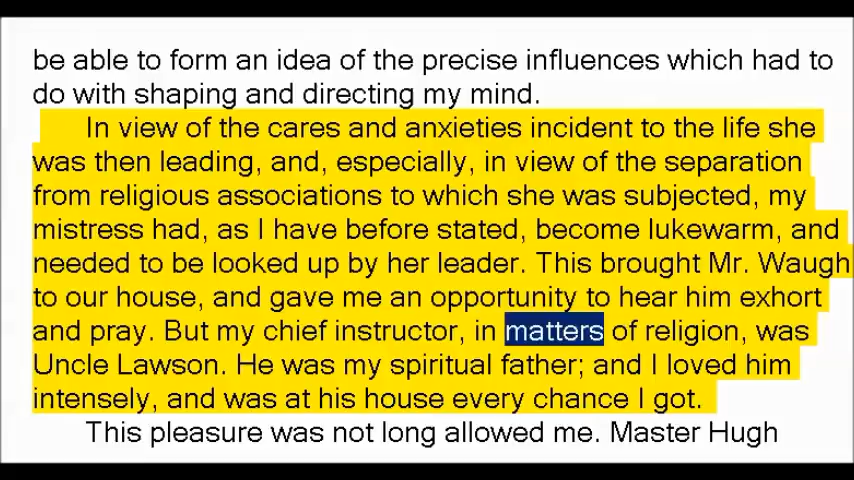 be able to form an idea of the precise influences which had to
do with shaping and directing my mind.
In view of the cares and anxieties incident to the life she
was then leading, and, especially, in view of the separation
from religious associations to which she was subjected, my
mistress had, as I have before stated, become lukewarm, and
needed to be looked up by her leader. This brought Mr. Waugh
to our house, and gave me an opportunity to hear him exhort
and pray. But my chief instructor, in matters of religion, was
Uncle Lawson. He was my spiritual father; and I loved him
intensely, and was at his house every chance I got.
This pleasure was not long allowed me. Master Hugh